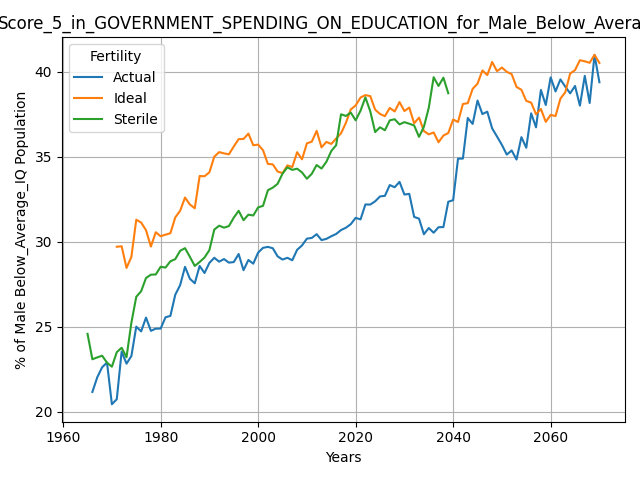 Score_5_in_GOVERNMENT_SPENDING_ON_EDUCATION_for_Male_Below_Avera
Fertility
Actual
Ideal
Sterile
% of Male Below_Average_IQ Population
40
35
30
25
20
1960 1980 2000 2020 2040 2060
Years